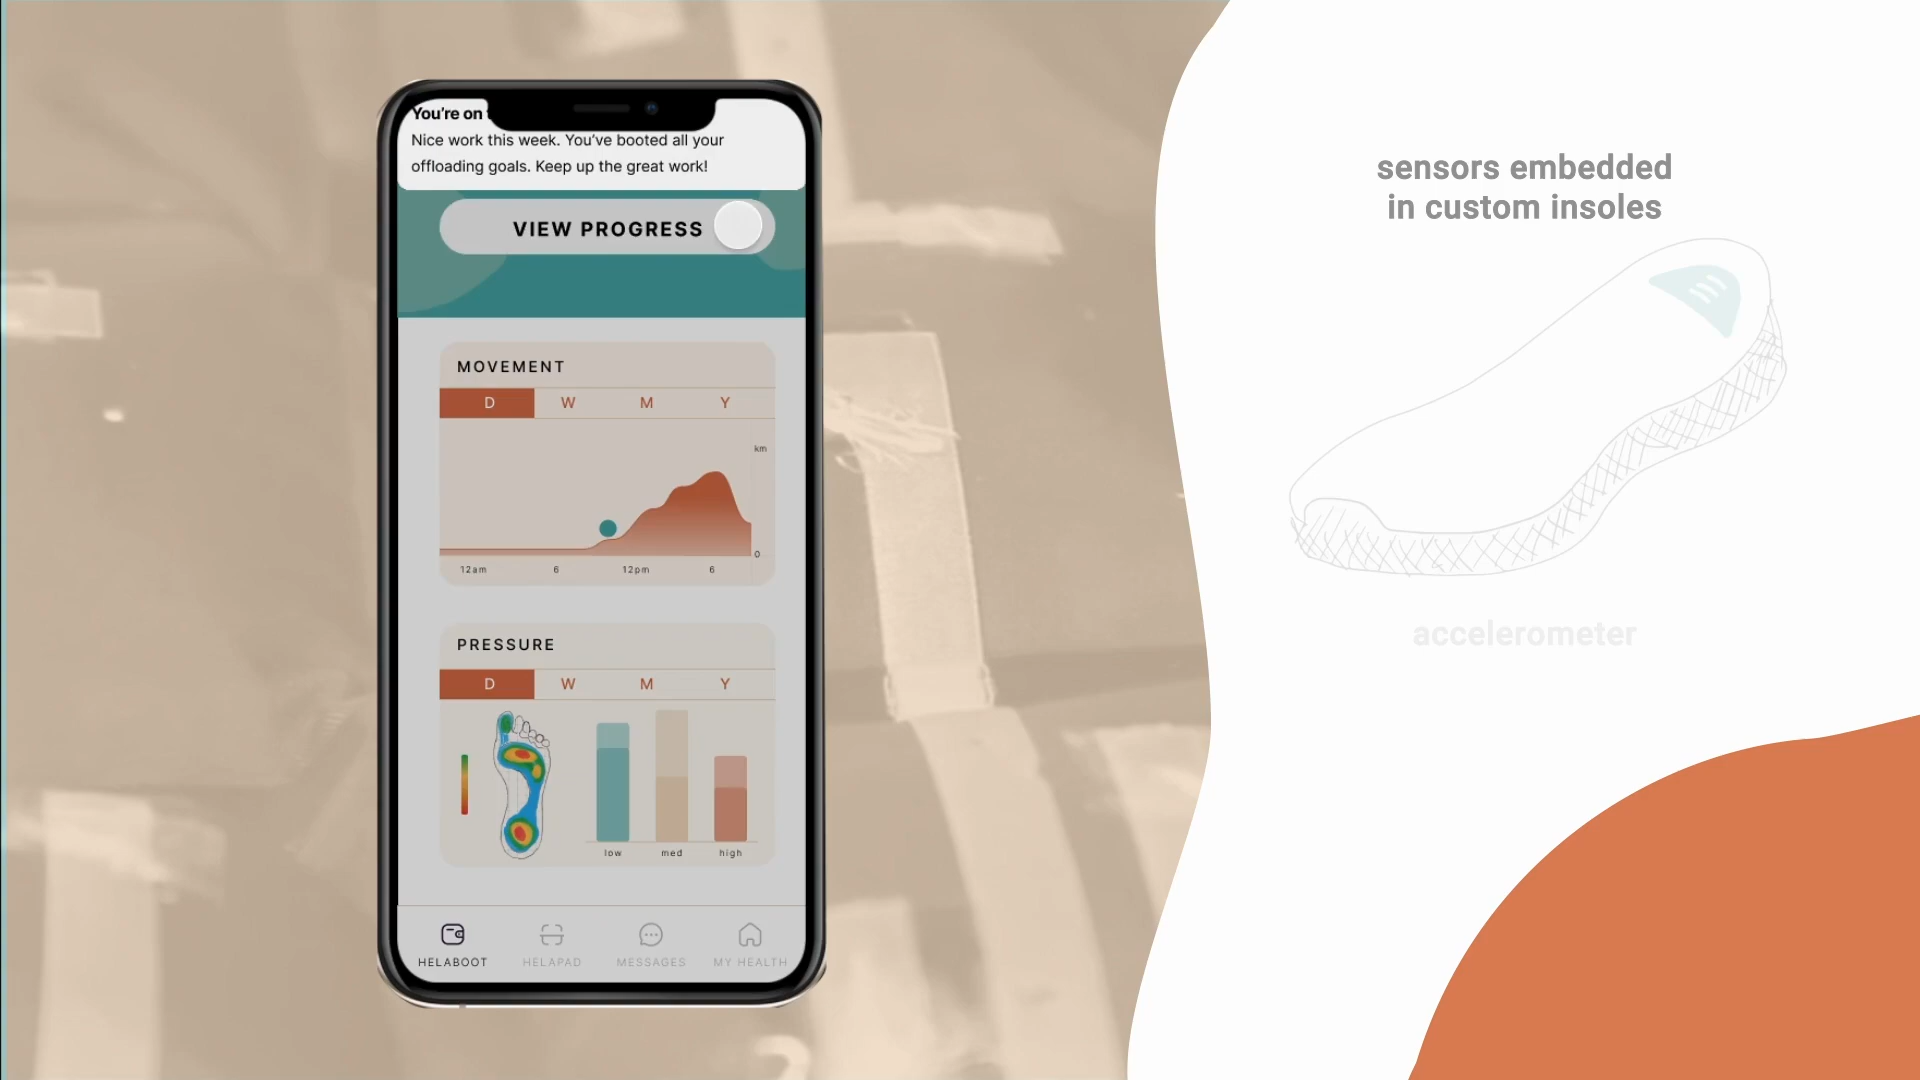 You're on
Nice work this week. You've booted all your
offloading goals. Keep up the great work!
VIEW PROGRESS
MOVEMENT
D W M Y
km
0
12am 6 12pm 6
PRESSURE
D W M Y
low med high
HELABOOT HELAPAD MESSAGES MY HEALTH
sensors embedded
in custom insoles
accelerometer